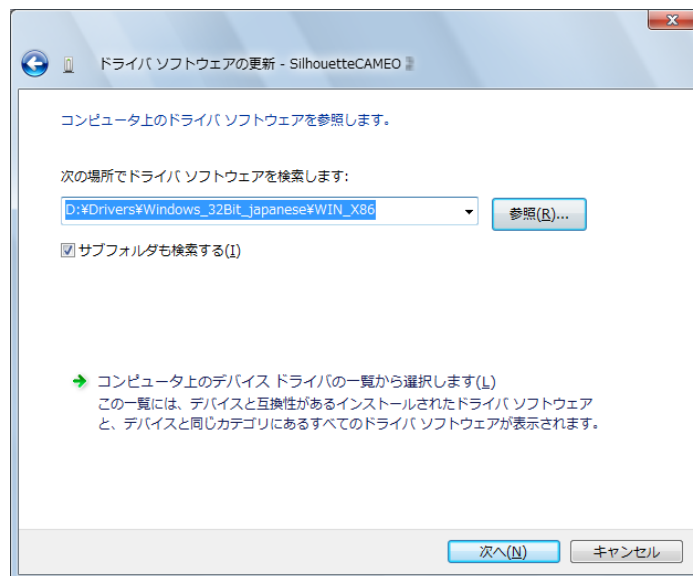 ドライバ ソフトウェアの更新 - SilhouetteCAMEO
コンピュータ上のドライバ ソフトウェアを参照します。
次の場所でドライバ ソフトウェアを検索します:
D:¥Drivers¥Windows_32Bit_japanese¥WIN_X86
参照(R)...
サブフォルダも検索する(I)
コンピュータ上のデバイス ドライバの一覧から選択します(L)
この一覧には、デバイスと互換性があるインストールされたドライバ ソフトウェア
と、デバイスと同じカテゴリにあるすべてのドライバ ソフトウェアが表示されます。
次へ(N)
キャンセル